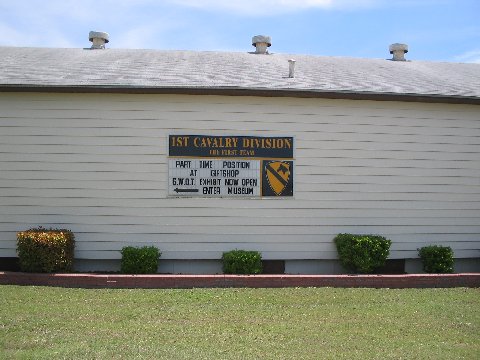 1ST CAVALRY DIVISION
THE FIRST TEAM
PART TIME POSITION
AT GIFTSHOP
G.W.O.T. EXHIBIT NOW OPEN
ENTER MUSEUM